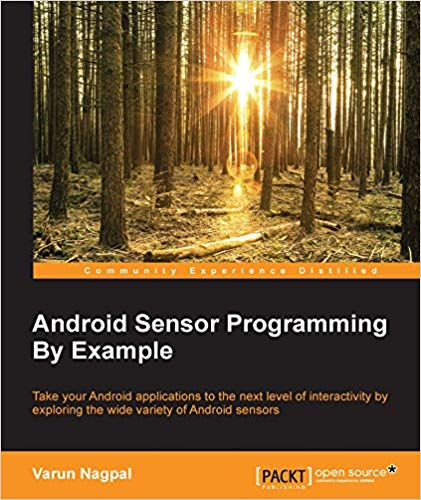 Community Experience Distilled
Android Sensor Programming
By Example
Take your Android applications to the next level of interactivity by
exploring the wide variety of Android sensors
Varun Nagpal
[PACKT]
PUBLISHING
open source*
community experience distilled